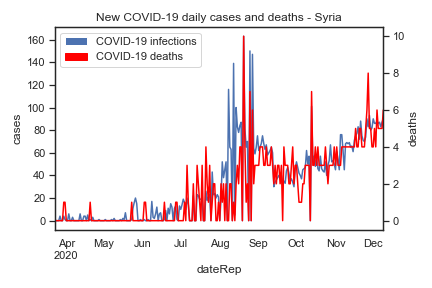 New COVID-19 daily cases and deaths - Syria
COVID-19 infections
COVID-19 deaths
160
140
120
100
80
60
40
20
0
cases
10
8
6
4
2
0
deaths
Apr May Jun Jul Aug Sep Oct Nov Dec
2020
dateRep